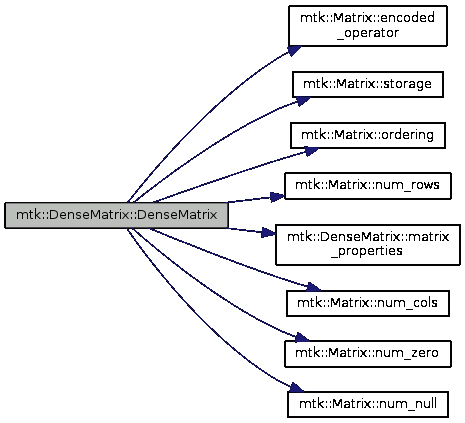 mtk::Matrix::encoded
_operator
mtk::Matrix::storage
mtk::Matrix::ordering
mtk::Matrix::num_rows
mtk::DenseMatrix::DenseMatrix
mtk::DenseMatrix::matrix
_properties
mtk::Matrix::num_cols
mtk::Matrix::num_zero
mtk::Matrix::num_null